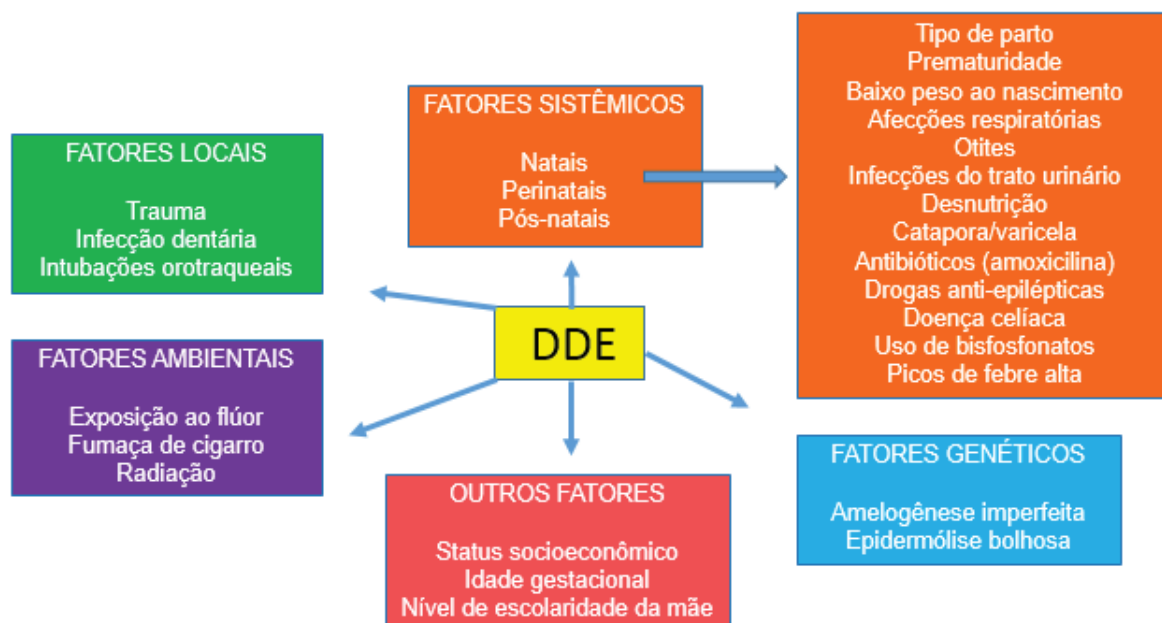 FATORES SISTÊMICOS
Natais
Perinatais
Pós-natais
Tipo de parto
Prematuridade
Baixo peso ao nascimento
Afecções respiratórias
Otites
Infecções do trato urinário
Desnutrição
Catapora/varicela
Antibióticos (amoxicilina)
Drogas anti-epilépticas
Doença celíaca
Uso de bisfosfonatos
Picos de febre alta
FATORES LOCAIS
Trauma
Infecção dentária
Intubações orotraqueais
DDE
FATORES AMBIENTAIS
Exposição ao flúor
Fumaça de cigarro
Radiação
OUTROS FATORES
Status socioeconômico
Idade gestacional
Nível de escolaridade da mãe
FATORES GENÉTICOS
Amelogênese imperfeita
Epidermólise bolhosa